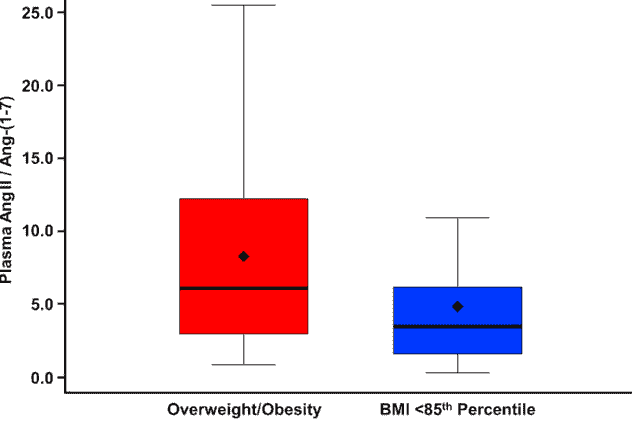 Plasma Ang II / Ang-(1-7)
25.0
20.0
15.0
10.0
5.0
0.0
Overweight/Obesity
BMI <85th Percentile